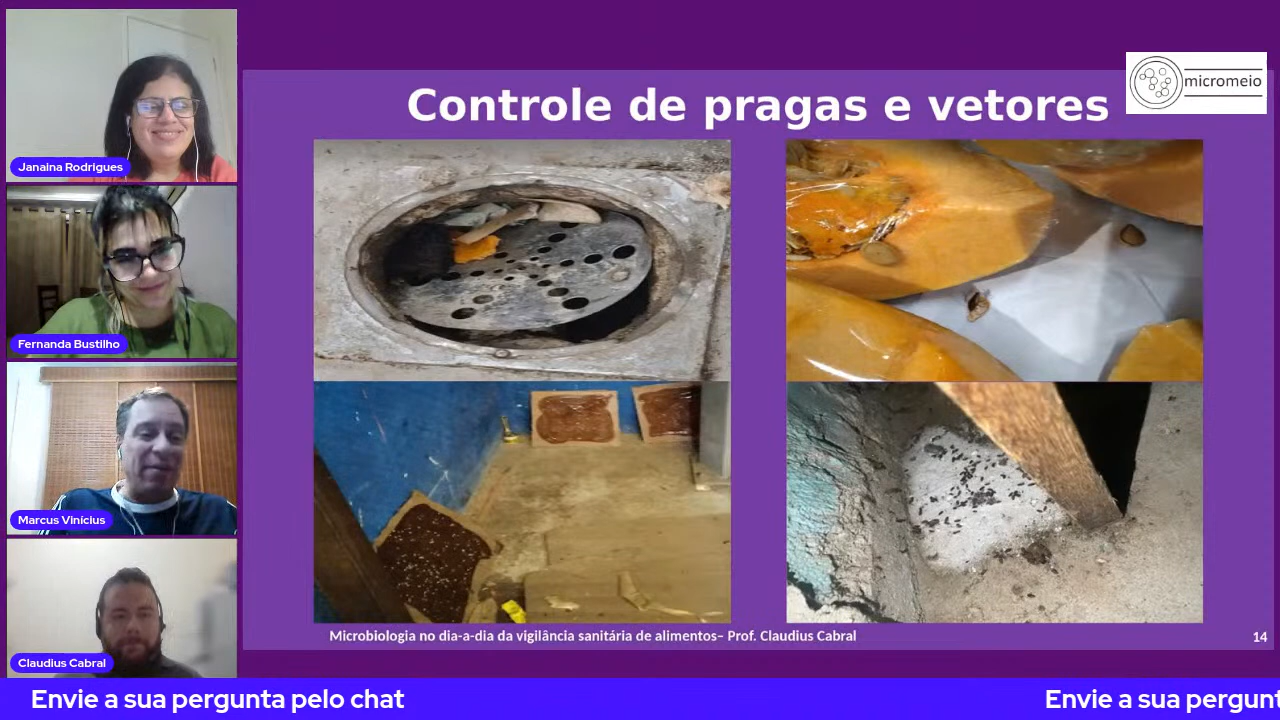 Controle de pragas e vetores
micromeio
Janaina Rodrigues
Fernanda Bustilho
Marcus Vinícius
Claudius Cabral
Microbiologia no dia-a-dia da vigilância sanitária de alimentos– Prof. Claudius Cabral
14
Envie a sua pergunta pelo chat
Envie a sua pergunt